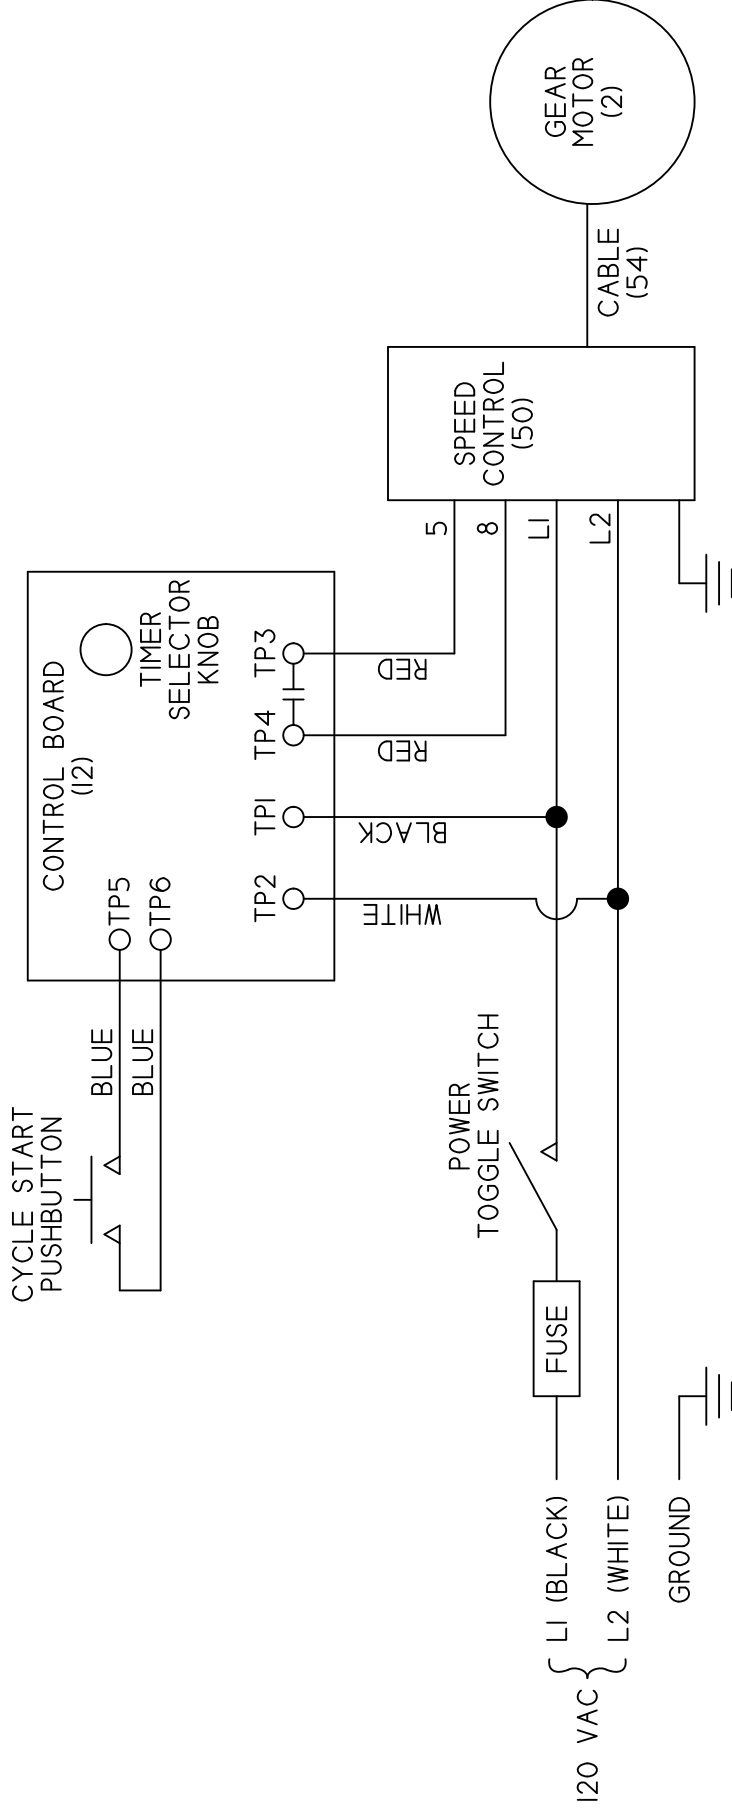 CYCLE START
PUSHBUTTON
BLUE
BLUE
TP5
TP6
CONTROL BOARD
(12)
TIMER
SELECTOR
KNOB
TP2
TP1
TP4
TP3
WHITE
BLACK
RED
RED
5
8
L1
L2
SPEED
CONTROL
(50)
CABLE
(54)
GEAR
MOTOR
(2)
POWER
TOGGLE SWITCH
FUSE
120 VAC
L1 (BLACK)
L2 (WHITE)
GROUND